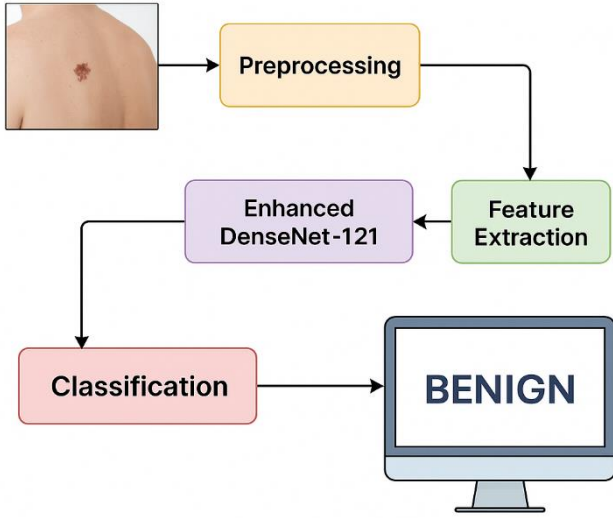 Preprocessing
Feature
Extraction
Enhanced
DenseNet-121
Classification
BENIGN